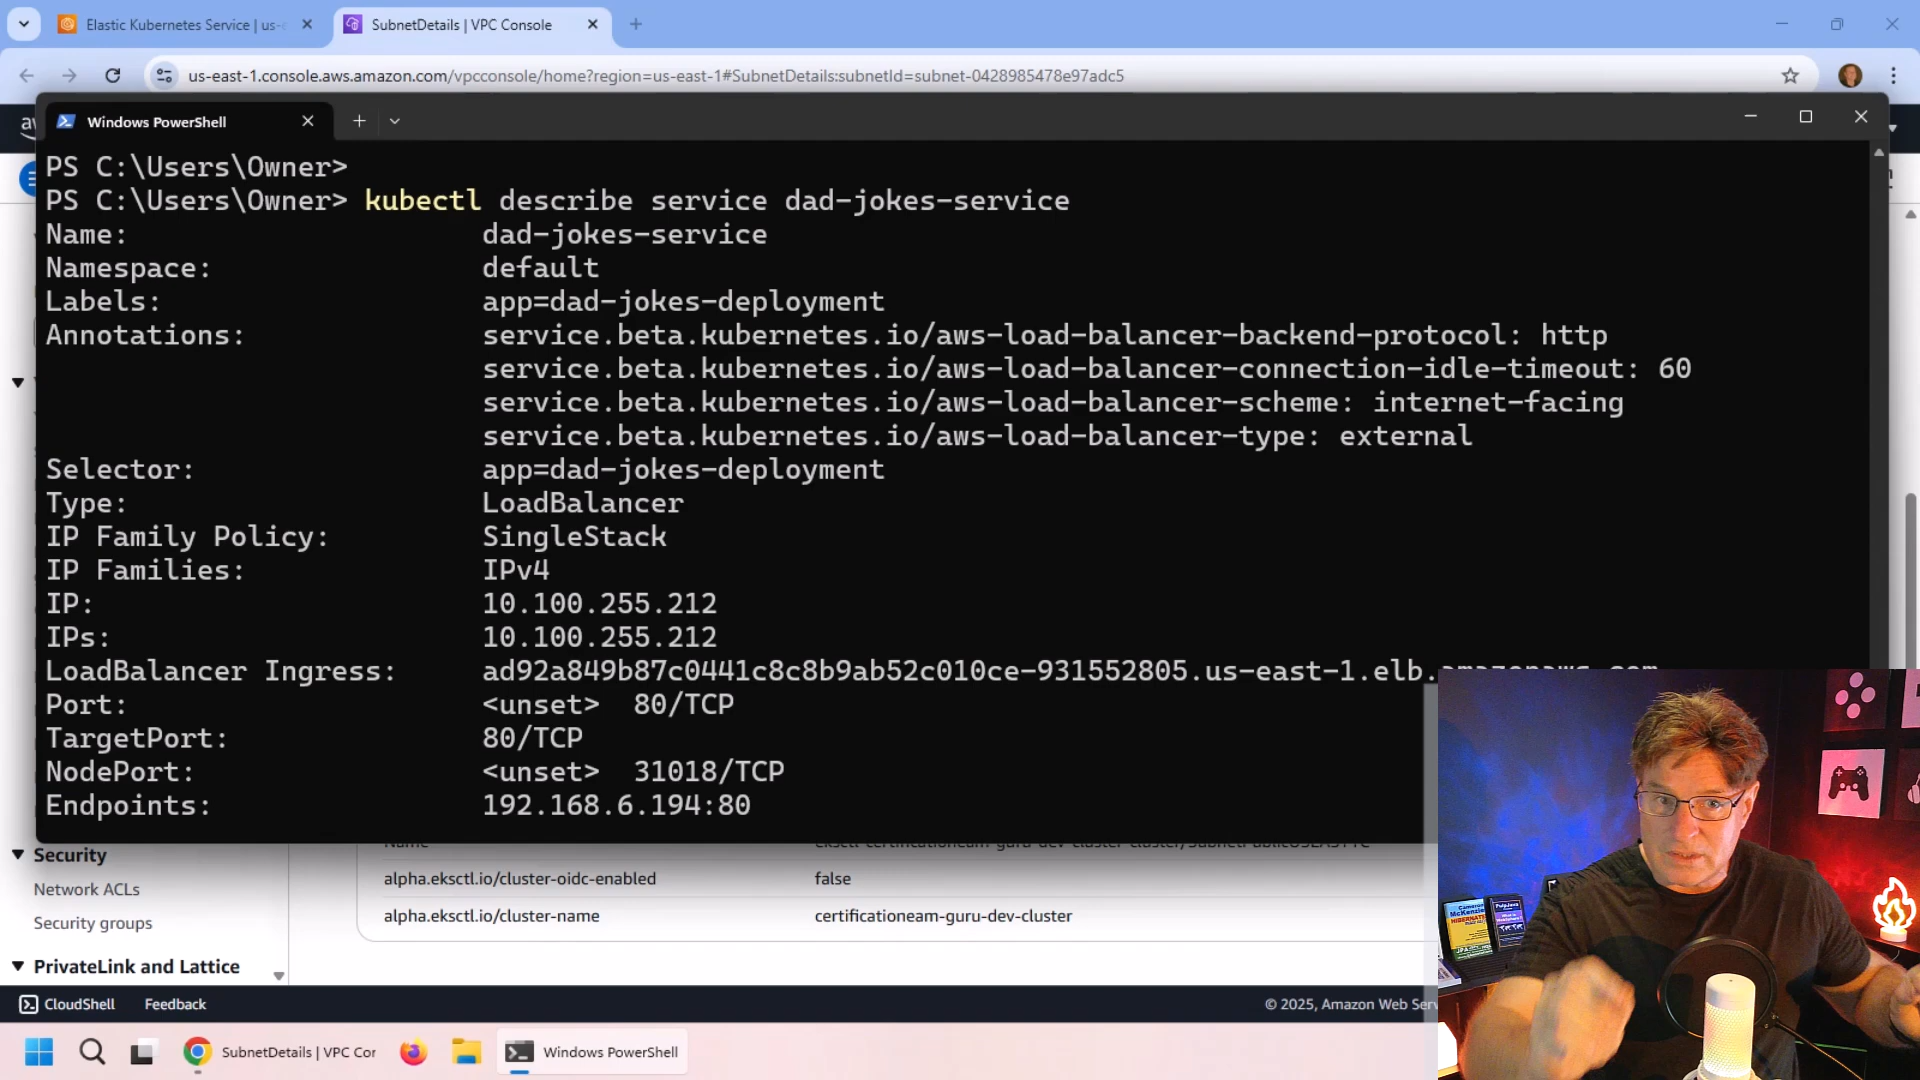 Elastic Kubernetes Service | us-e
SubnetDetails | VPC Console
us-east-1.console.aws.amazon.com/vpcconsole/home?region=us-east-1#SubnetDetails:subnetId=subnet-0428985478e97adc5
Windows PowerShell
PS C:\Users\Owner>
PS C:\Users\Owner> kubectl describe service dad-jokes-service
Name: dad-jokes-service
Namespace: default
Labels: app=dad-jokes-deployment
Annotations: service.beta.kubernetes.io/aws-load-balancer-backend-protocol: http
service.beta.kubernetes.io/aws-load-balancer-connection-idle-timeout: 60
service.beta.kubernetes.io/aws-load-balancer-scheme: internet-facing
service.beta.kubernetes.io/aws-load-balancer-type: external
Selector: app=dad-jokes-deployment
Type: LoadBalancer
IP Family Policy: SingleStack
IP Families: IPv4
IP: 10.100.255.212
IPs: 10.100.255.212
LoadBalancer Ingress: ad92a849b87c0441c8c8b9ab52c010ce-931552805.us-east-1.elb.amazonaws.com
Port: <unset> 80/TCP
TargetPort: 80/TCP
NodePort: <unset> 31018/TCP
Endpoints: 192.168.6.194:80
Security
Network ACLs
Security groups
PrivateLink and Lattice
Name
alpha.eksctl.io/cluster-oidc-enabled false
alpha.eksctl.io/cluster-name certificationeam-guru-dev-cluster
CloudShell Feedback
© 2025, Amazon Web Serv
SubnetDetails | VPC Cor
Windows PowerShell